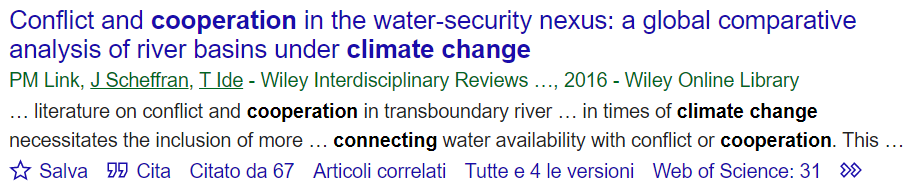 Conflict and cooperation in the water-security nexus: a global comparative
analysis of river basins under climate change
PM Link, J Scheffran, T Ide - Wiley Interdisciplinary Reviews …, 2016 - Wiley Online Library
… literature on conflict and cooperation in transboundary river … in times of climate change
necessitates the inclusion of more … connecting water availability with conflict or cooperation. This …
Salva Cita Citato da 67 Articoli correlati Tutte e 4 le versioni Web of Science: 31